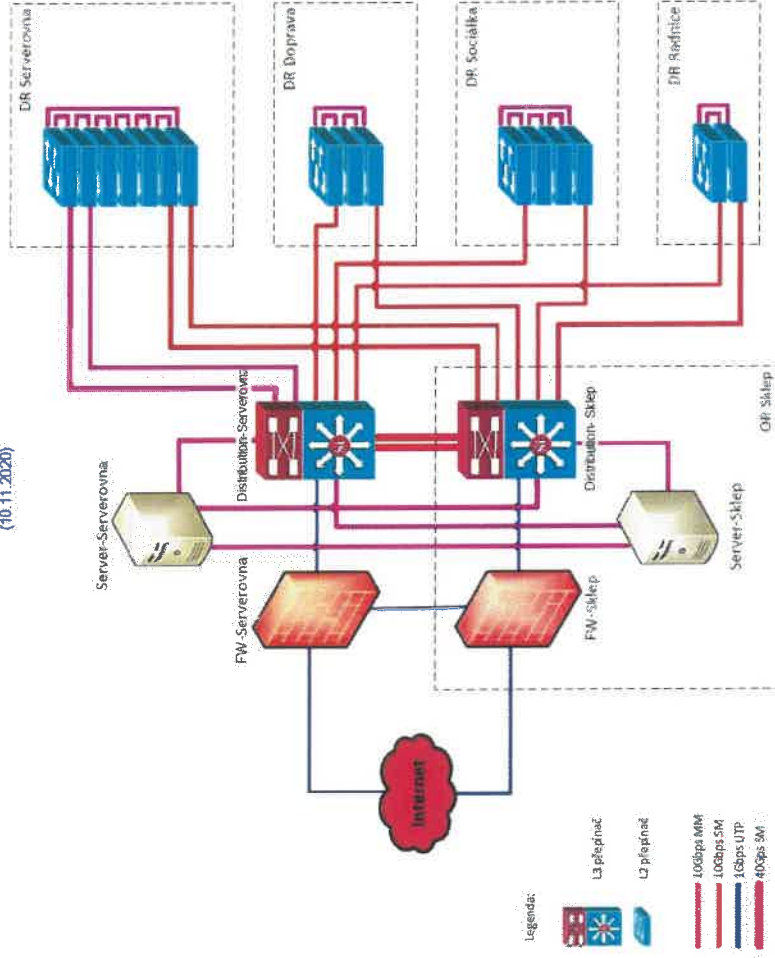 (10.11.2020)
DR Serverovna
DR Doprava
DR Sociálka
DR Radnice
Server-Serverovna
Distribution-Serverovna
FW-Serverovna
Internet
Distribution- Sklep
FW-Sklep
Server-Sklep
OR Sklep
Legenda:
L3 přepínač
L2 přepínač
10Gbps MM
10Gbps SM
1Gbps UTP
40Gps SM